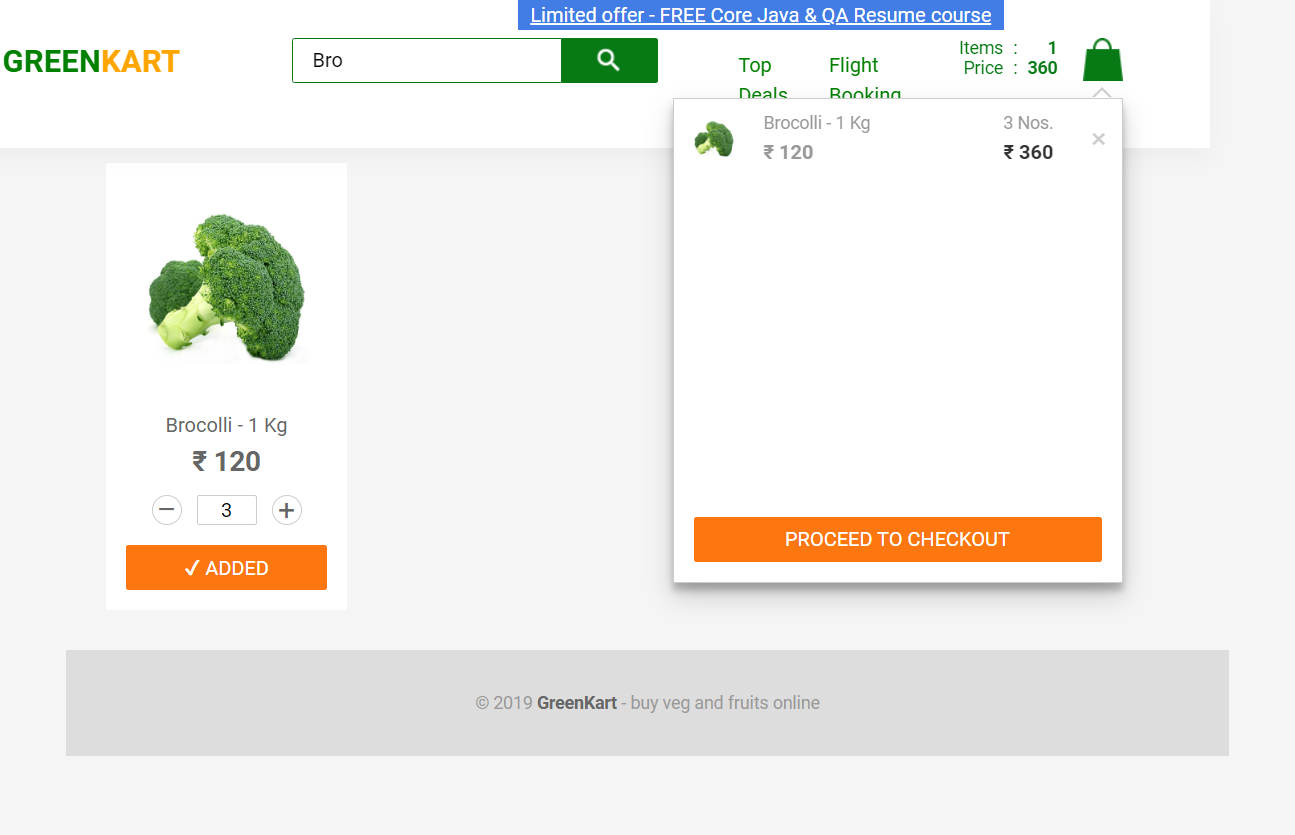 Limited offer - FREE Core Java & QA Resume course
GREENKART
Bro
Top Deals
Flight Booking
Items : 1
Price : 360
Brocolli - 1 Kg
₹ 120
3 Nos.
₹ 360
×
PROCEED TO CHECKOUT
Brocolli - 1 Kg
₹ 120
− 3 +
✓ ADDED
© 2019 GreenKart - buy veg and fruits online